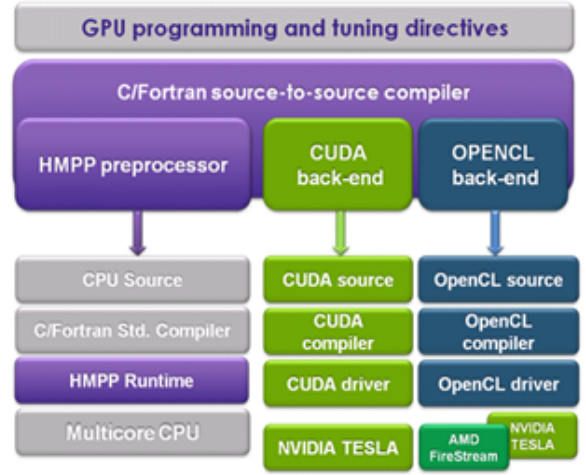 GPU programming and tuning directives
C/Fortran source-to-source compiler
HMPP preprocessor
CUDA
back-end
OPENCL
back-end
CPU Source
CUDA source
OpenCL source
C/Fortran Std. Compiler
CUDA
compiler
OpenCL
compiler
HMPP Runtime
CUDA driver
OpenCL driver
Multicore CPU
NVIDIA TESLA
AMD
FireStream
NVIDIA
TESLA